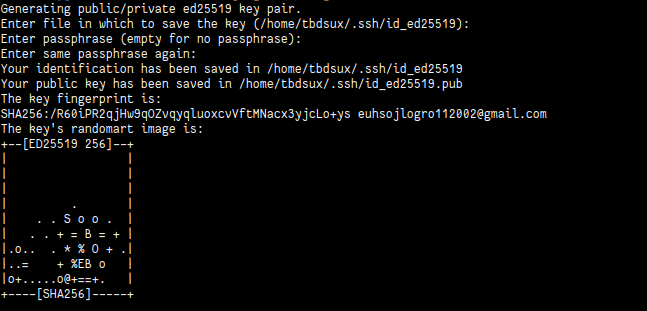 Generating public/private ed25519 key pair.
Enter file in which to save the key (/home/tbdsux/.ssh/id_ed25519):
Enter passphrase (empty for no passphrase):
Enter same passphrase again:
Your identification has been saved in /home/tbdsux/.ssh/id_ed25519
Your public key has been saved in /home/tbdsux/.ssh/id_ed25519.pub
The key fingerprint is:
SHA256:/R60iPR2qjHw9qOZvqyqluoxcvVftMNacx3yjcLo+ys euhsojlogro112002@gmail.com
The key's randomart image is:
+--[ED25519 256]--+
|                 |
|                 |
|                 |
|         .       |
|    . . S o o .  |
|   . . + = B = + |
|.o..  . * % O + .|
|..=    + %EB o   |
|o+.....o@+==+.   |
+----[SHA256]-----+